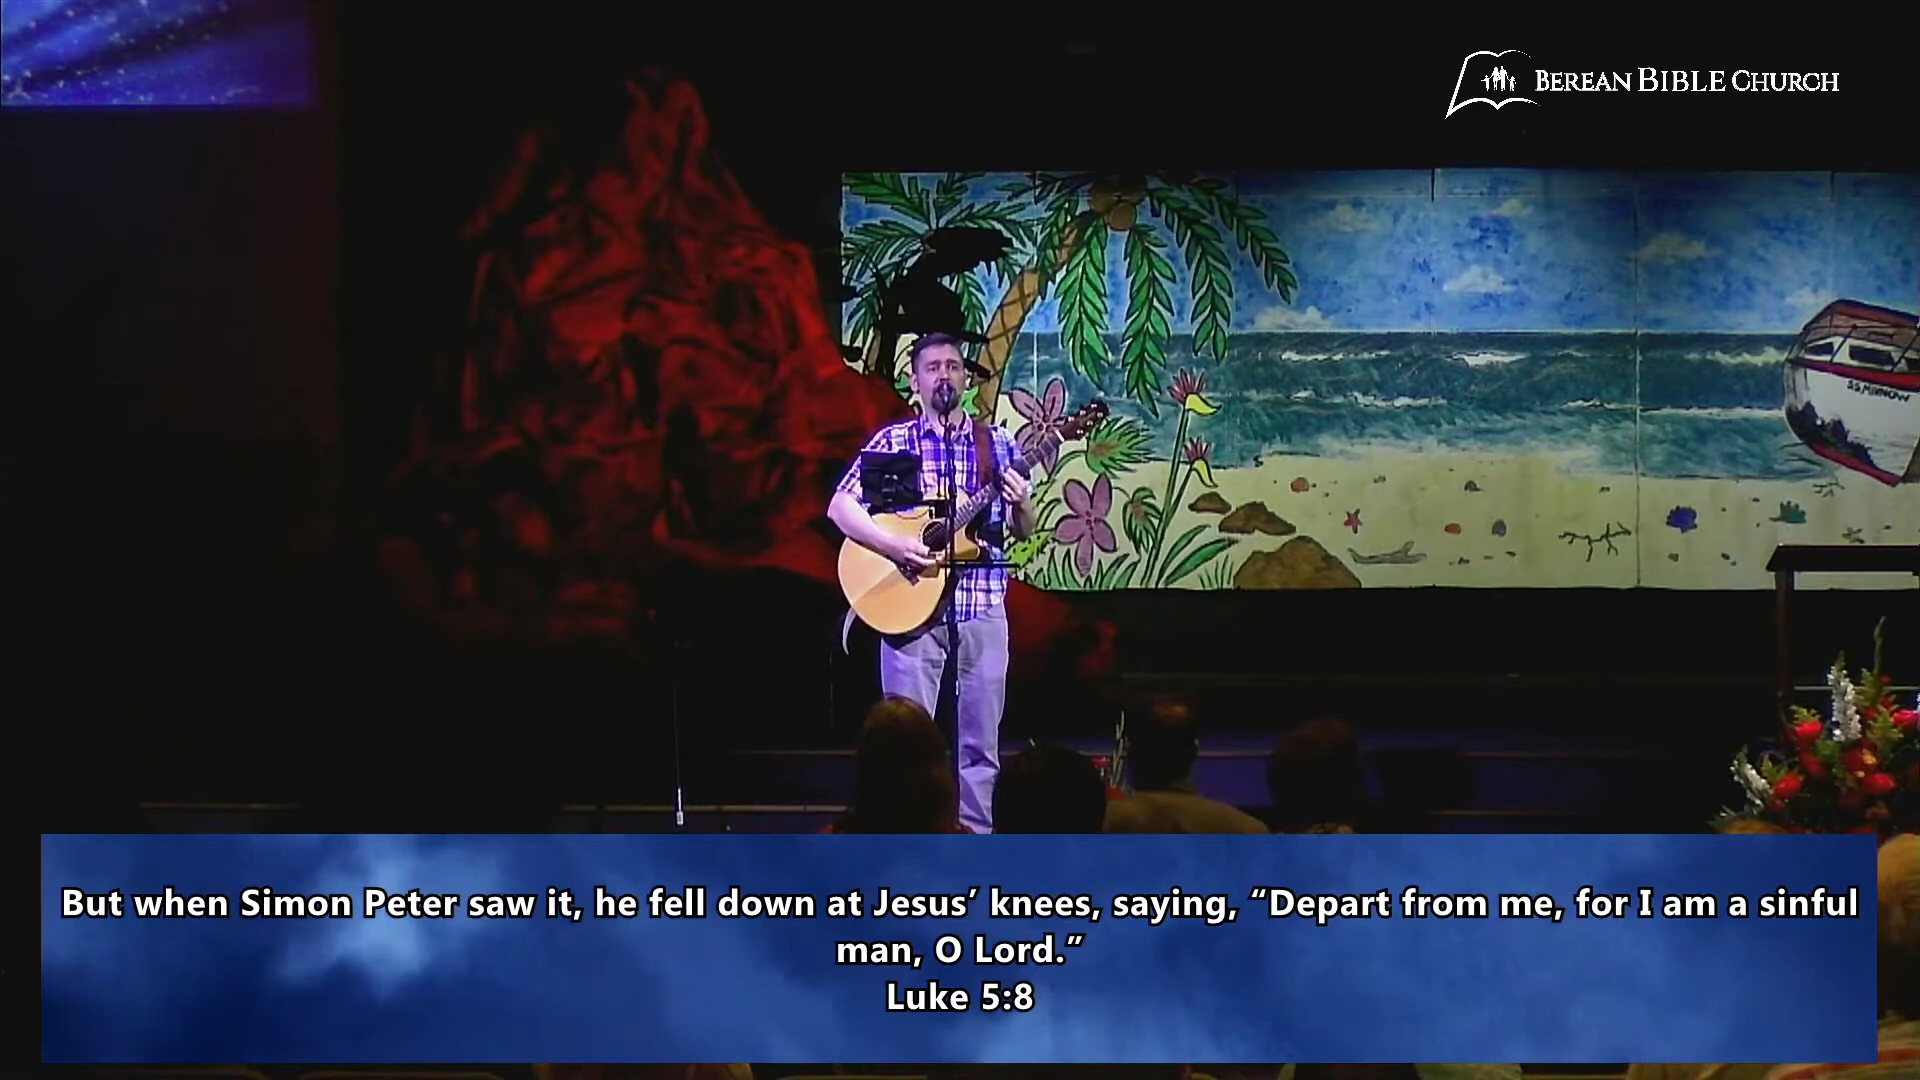 BEREAN BIBLE CHURCH
S.S. MINNOW
But when Simon Peter saw it, he fell down at Jesus’ knees, saying, “Depart from me, for I am a sinful
man, O Lord.”
Luke 5:8